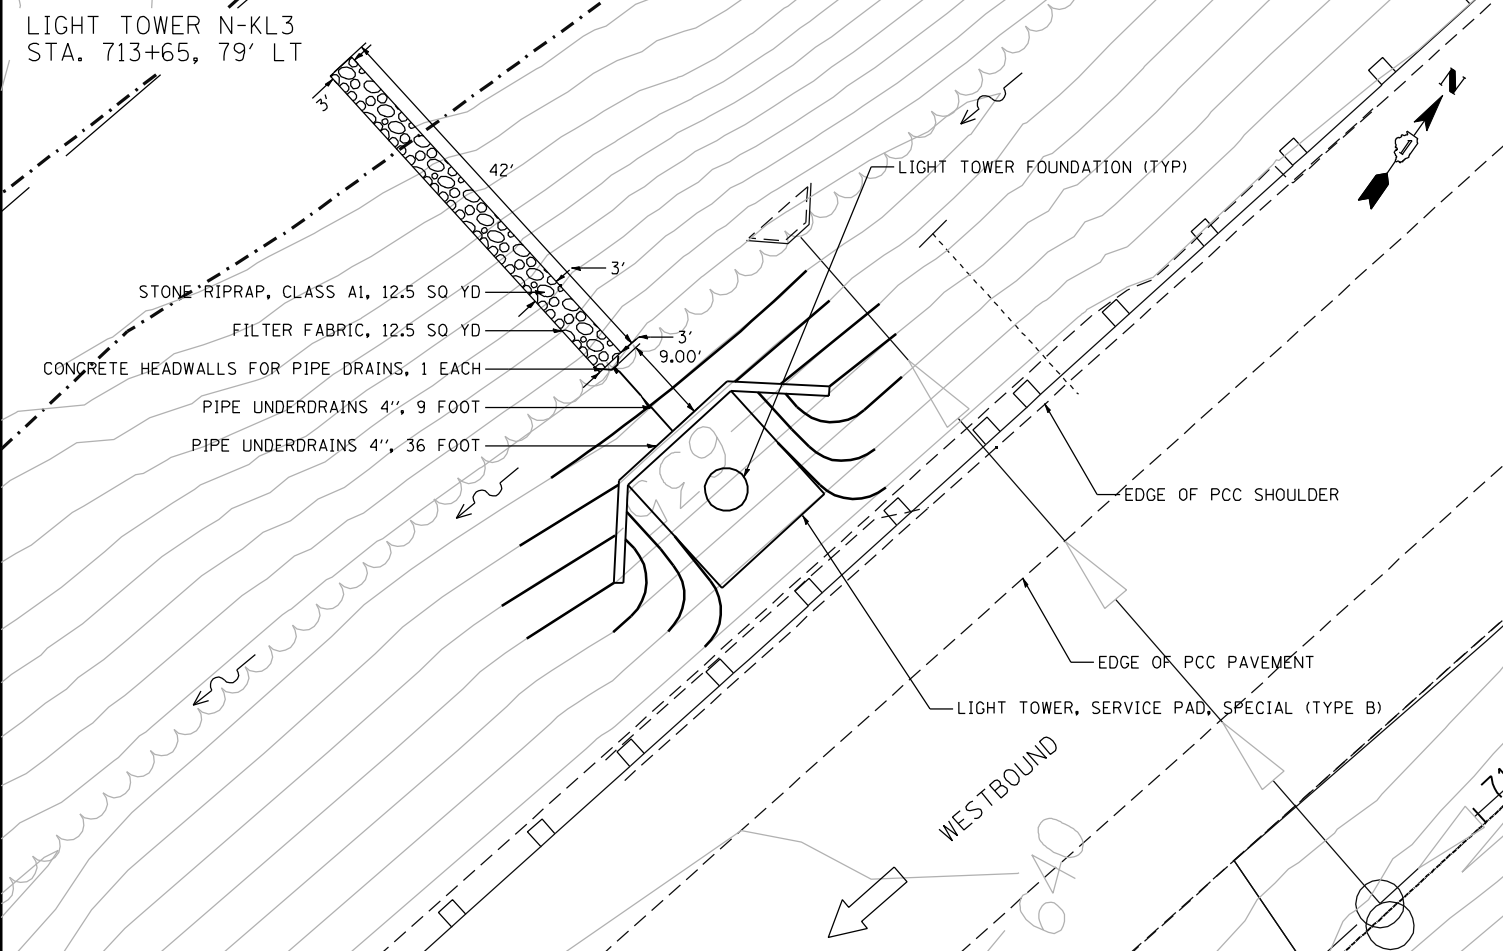 LIGHT TOWER N-KL3
STA. 713+65, 79' LT
3'
42'
N
1
LIGHT TOWER FOUNDATION (TYP)
3'
STONE RIPRAP, CLASS A1, 12.5 SQ YD
FILTER FABRIC, 12.5 SQ YD
3'
9.00'
CONCRETE HEADWALLS FOR PIPE DRAINS, 1 EACH
PIPE UNDERDRAINS 4", 9 FOOT
PIPE UNDERDRAINS 4", 36 FOOT
635
EDGE OF PCC SHOULDER
EDGE OF PCC PAVEMENT
LIGHT TOWER, SERVICE PAD, SPECIAL (TYPE B)
WESTBOUND
640